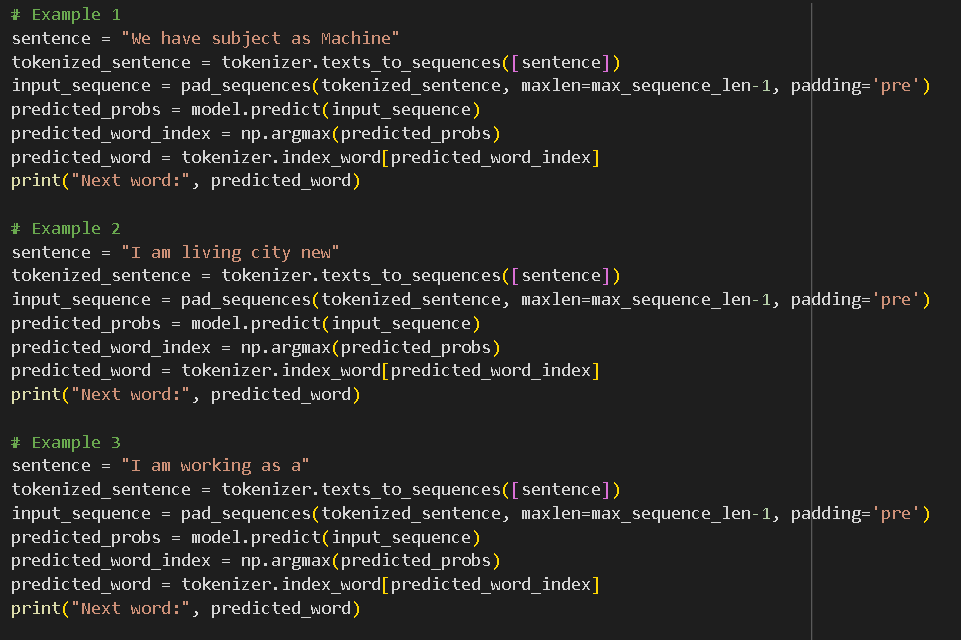 # Example 1
sentence = "We have subject as Machine"
tokenized_sentence = tokenizer.texts_to_sequences([sentence])
input_sequence = pad_sequences(tokenized_sentence, maxlen=max_sequence_len-1, padding='pre')
predicted_probs = model.predict(input_sequence)
predicted_word_index = np.argmax(predicted_probs)
predicted_word = tokenizer.index_word[predicted_word_index]
print("Next word:", predicted_word)

# Example 2
sentence = "I am living city new"
tokenized_sentence = tokenizer.texts_to_sequences([sentence])
input_sequence = pad_sequences(tokenized_sentence, maxlen=max_sequence_len-1, padding='pre')
predicted_probs = model.predict(input_sequence)
predicted_word_index = np.argmax(predicted_probs)
predicted_word = tokenizer.index_word[predicted_word_index]
print("Next word:", predicted_word)

# Example 3
sentence = "I am working as a"
tokenized_sentence = tokenizer.texts_to_sequences([sentence])
input_sequence = pad_sequences(tokenized_sentence, maxlen=max_sequence_len-1, padding='pre')
predicted_probs = model.predict(input_sequence)
predicted_word_index = np.argmax(predicted_probs)
predicted_word = tokenizer.index_word[predicted_word_index]
print("Next word:", predicted_word)